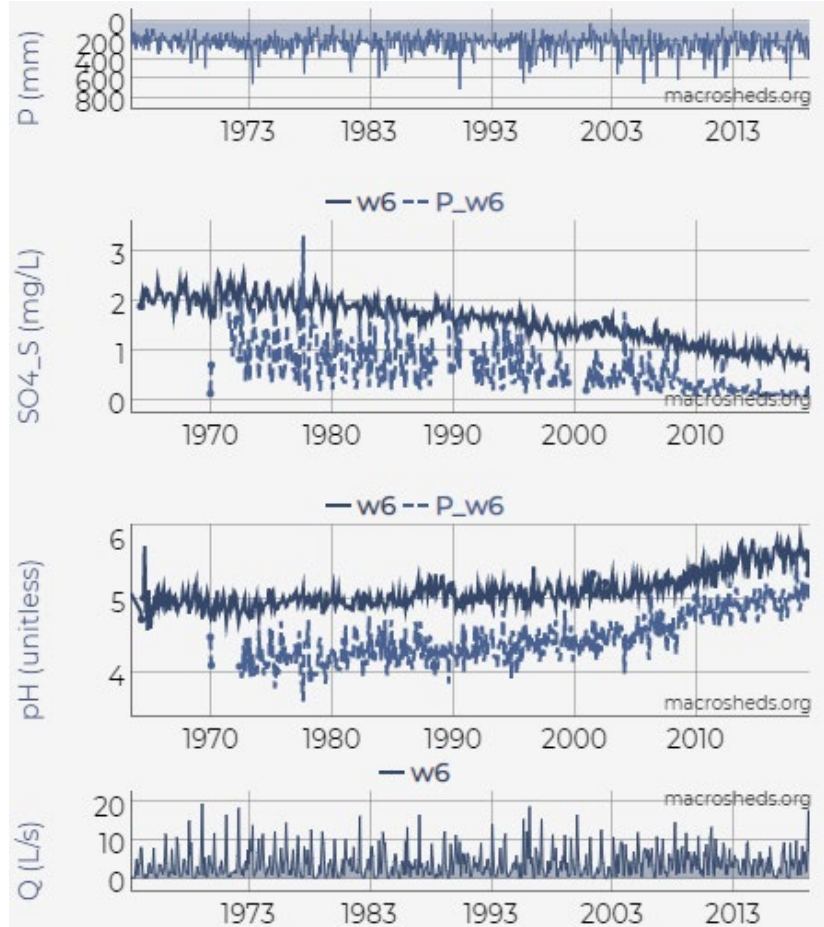 P (mm)
0
200
400
600
800
macrosheds.org
1973 1983 1993 2003 2013
w6 P_w6
SO4_S (mg/L)
3
2
1
0
macrosheds.org
1970 1980 1990 2000 2010
w6 P_w6
pH (unitless)
6
5
4
macrosheds.org
1970 1980 1990 2000 2010
w6
Q (L/s)
20
10
0
macrosheds.org
1973 1983 1993 2003 2013